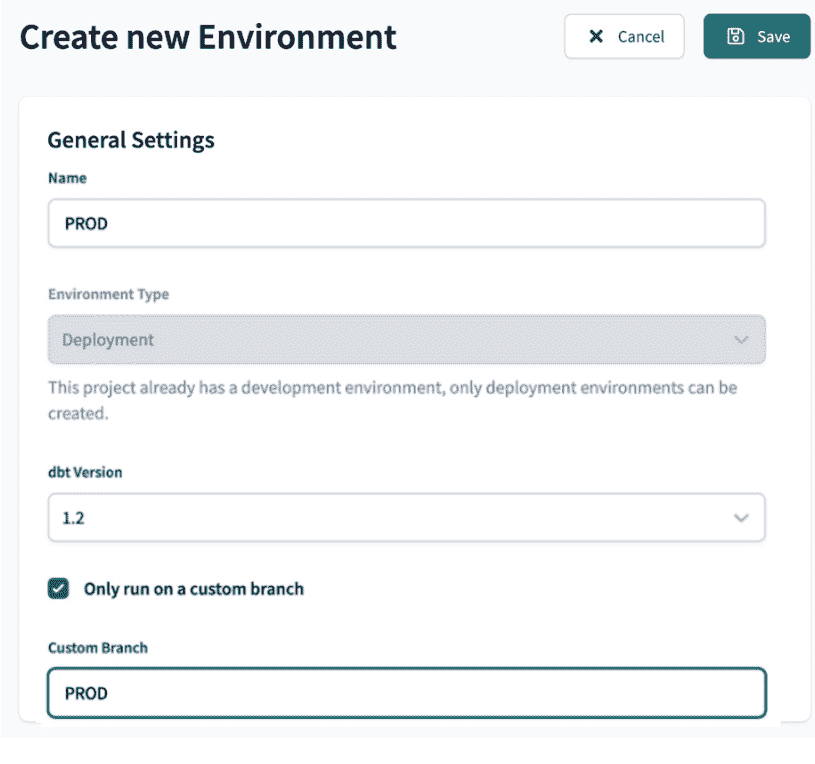 Create new Environment
Cancel
Save
General Settings
Name
PROD
Environment Type
Deployment
This project already has a development environment, only deployment environments can be
created.
dbt Version
1.2
Only run on a custom branch
Custom Branch
PROD